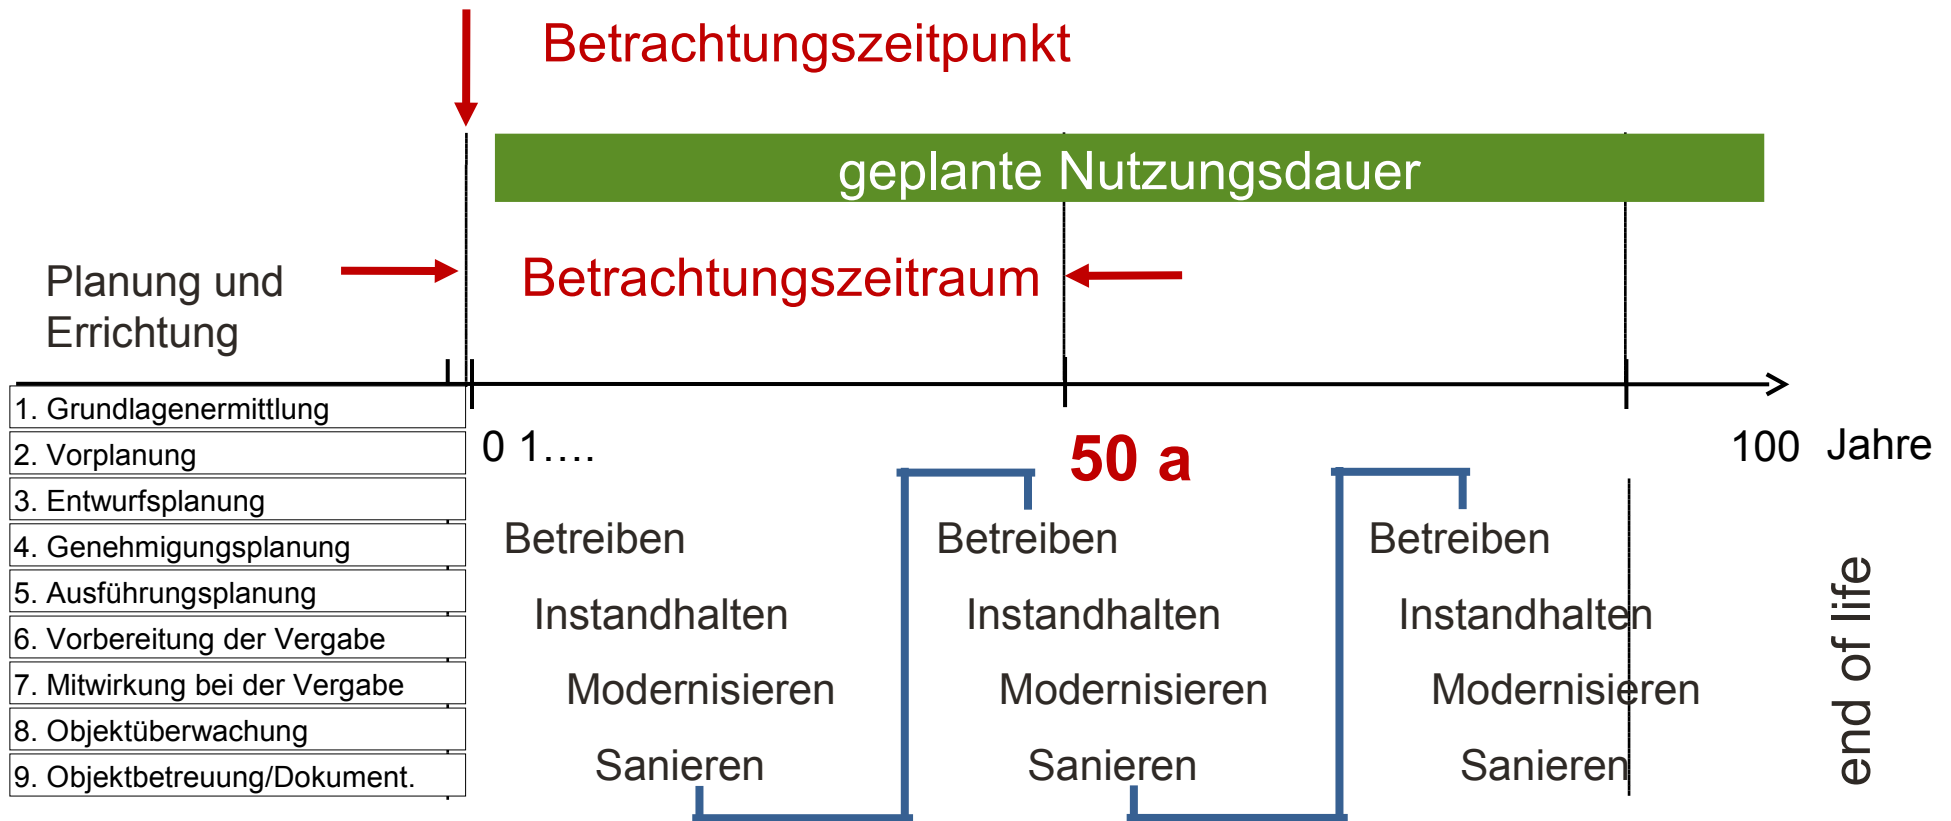 Betrachtungszeitpunkt
geplante Nutzungsdauer
Planung und
Errichtung
Betrachtungszeitraum
1. Grundlagenermittlung
2. Vorplanung
3. Entwurfsplanung
4. Genehmigungsplanung
5. Ausführungsplanung
6. Vorbereitung der Vergabe
7. Mitwirkung bei der Vergabe
8. Objektüberwachung
9. Objektbetreuung/Dokument.
0 1....
50 a
100 Jahre
Betreiben
Instandhalten
Modernisieren
Sanieren
Betreiben
Instandhalten
Modernisieren
Sanieren
Betreiben
Instandhalten
Modernisieren
Sanieren
end of life